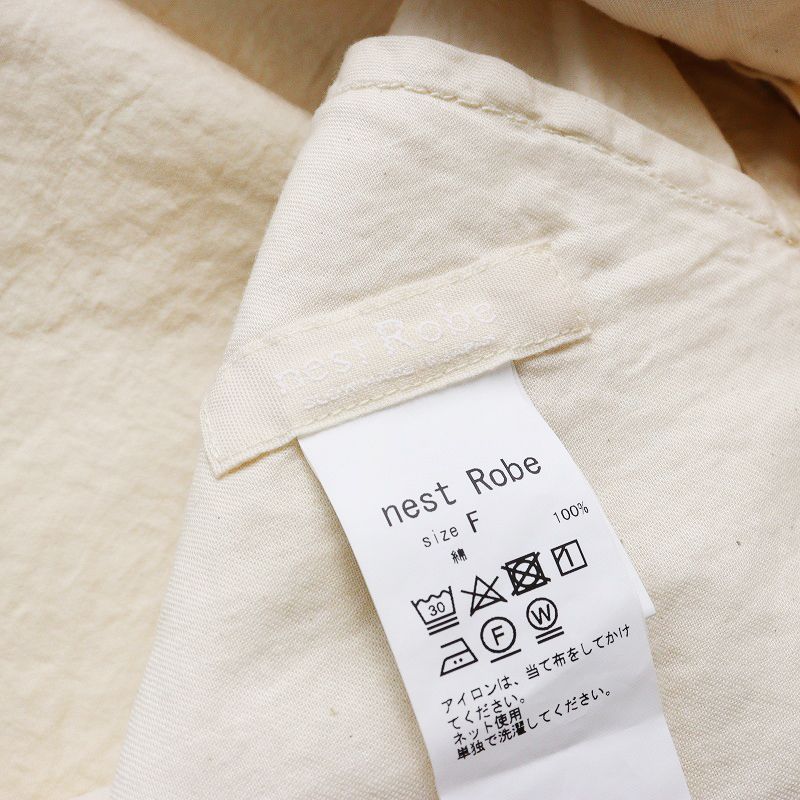 nest Robe
nest Robe
size F
綿 100%
30
F W
アイロンは、当て布をしてかけ
てください。
ネット使用
単独で洗濯してください。